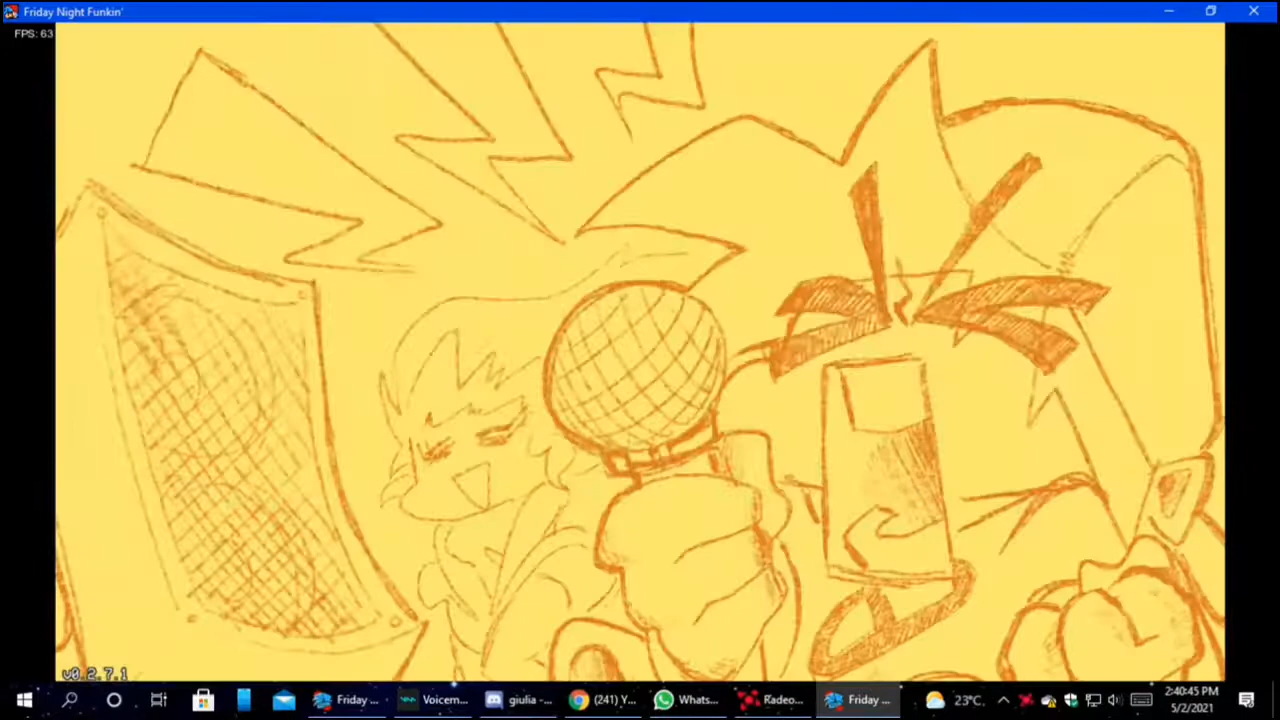 Friday Night Funkin'
FPS: 63
v0.2.7.1
Friday ...
Voicem...
giulia -...
(241) Y...
Whats...
Radeo...
Friday ...
23°C
2:40:45 PM
5/2/2021